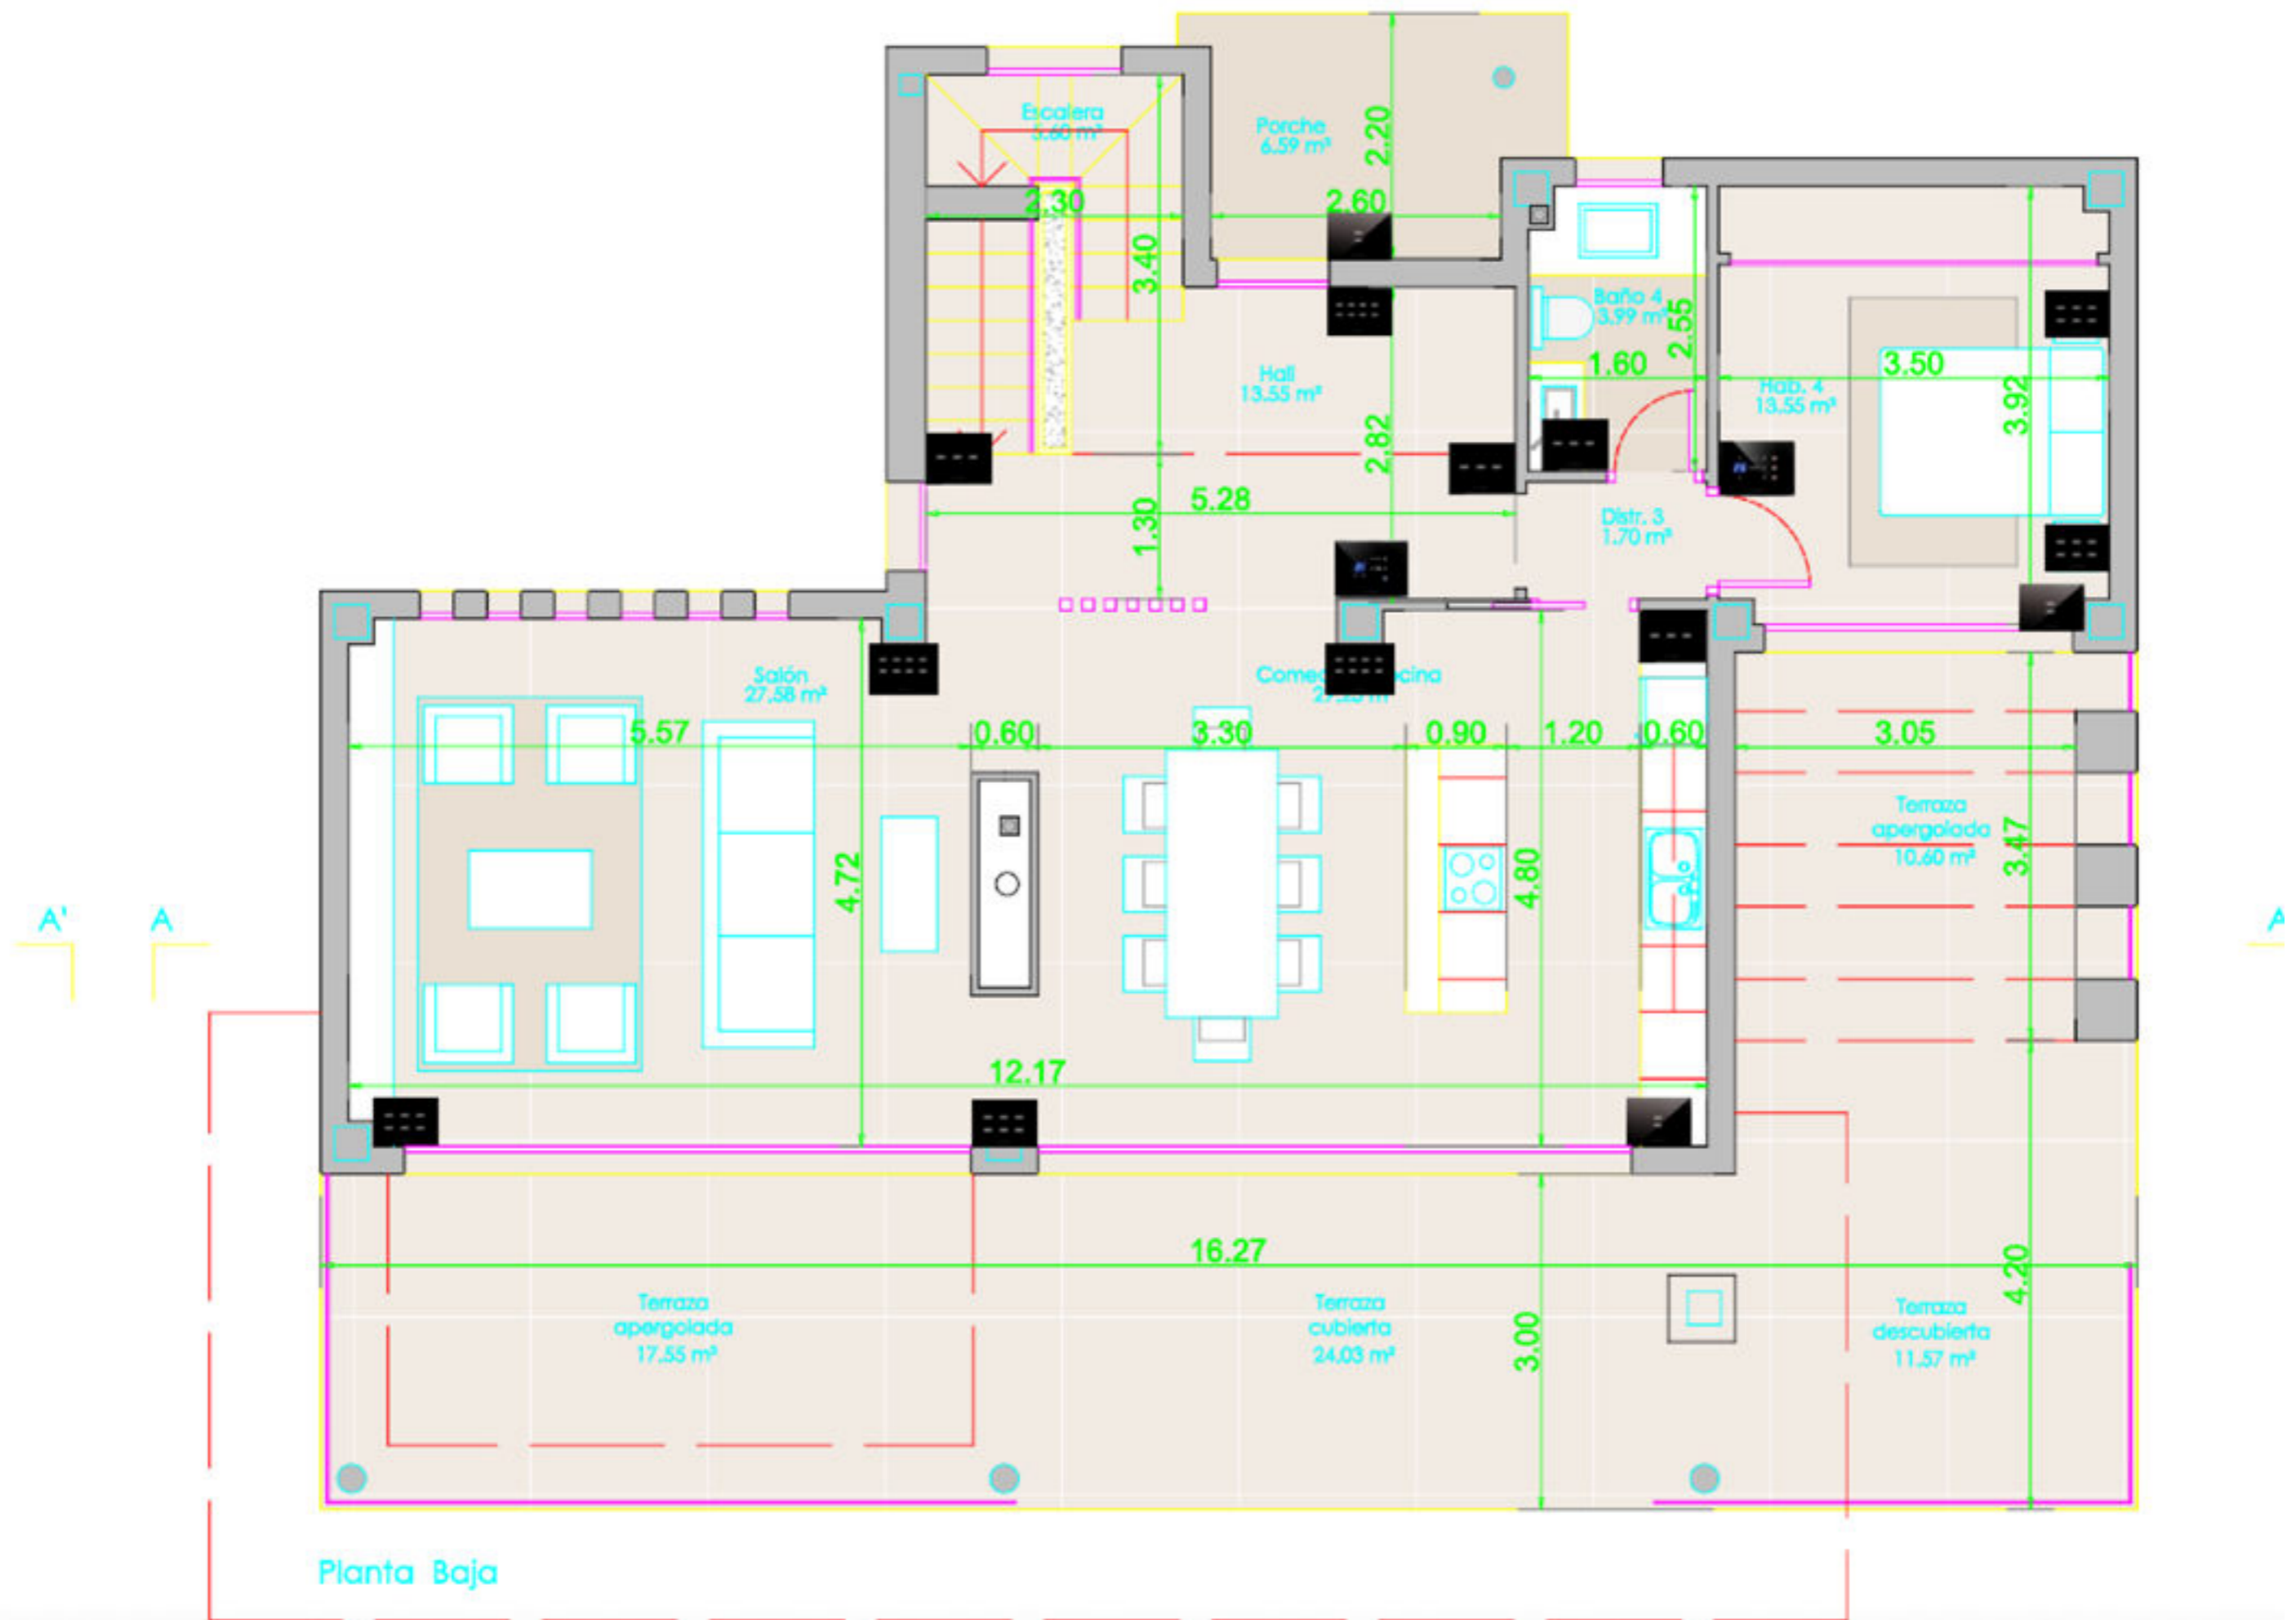 Escalera
5.60 m²
Porche
6.59 m²
2.20
2.30
2.60
3.40
Baño 4
3.99 m²
2.55
1.60
3.50
Hall
13.55 m²
Hab. 4
13.55 m²
3.92
2.82
5.28
1.30
Distr. 3
1.70 m²
Salón
27.58 m²
5.57
0.60
3.30
0.90
1.20
0.60
3.05
Terraza
apergolada
10.60 m²
3.47
4.72
4.80
A'
A
A
12.17
16.27
4.20
Terraza
apergolada
17.55 m²
Terraza
cubierta
24.03 m²
3.00
Terraza
descubierta
11.57 m²
Planta Baja